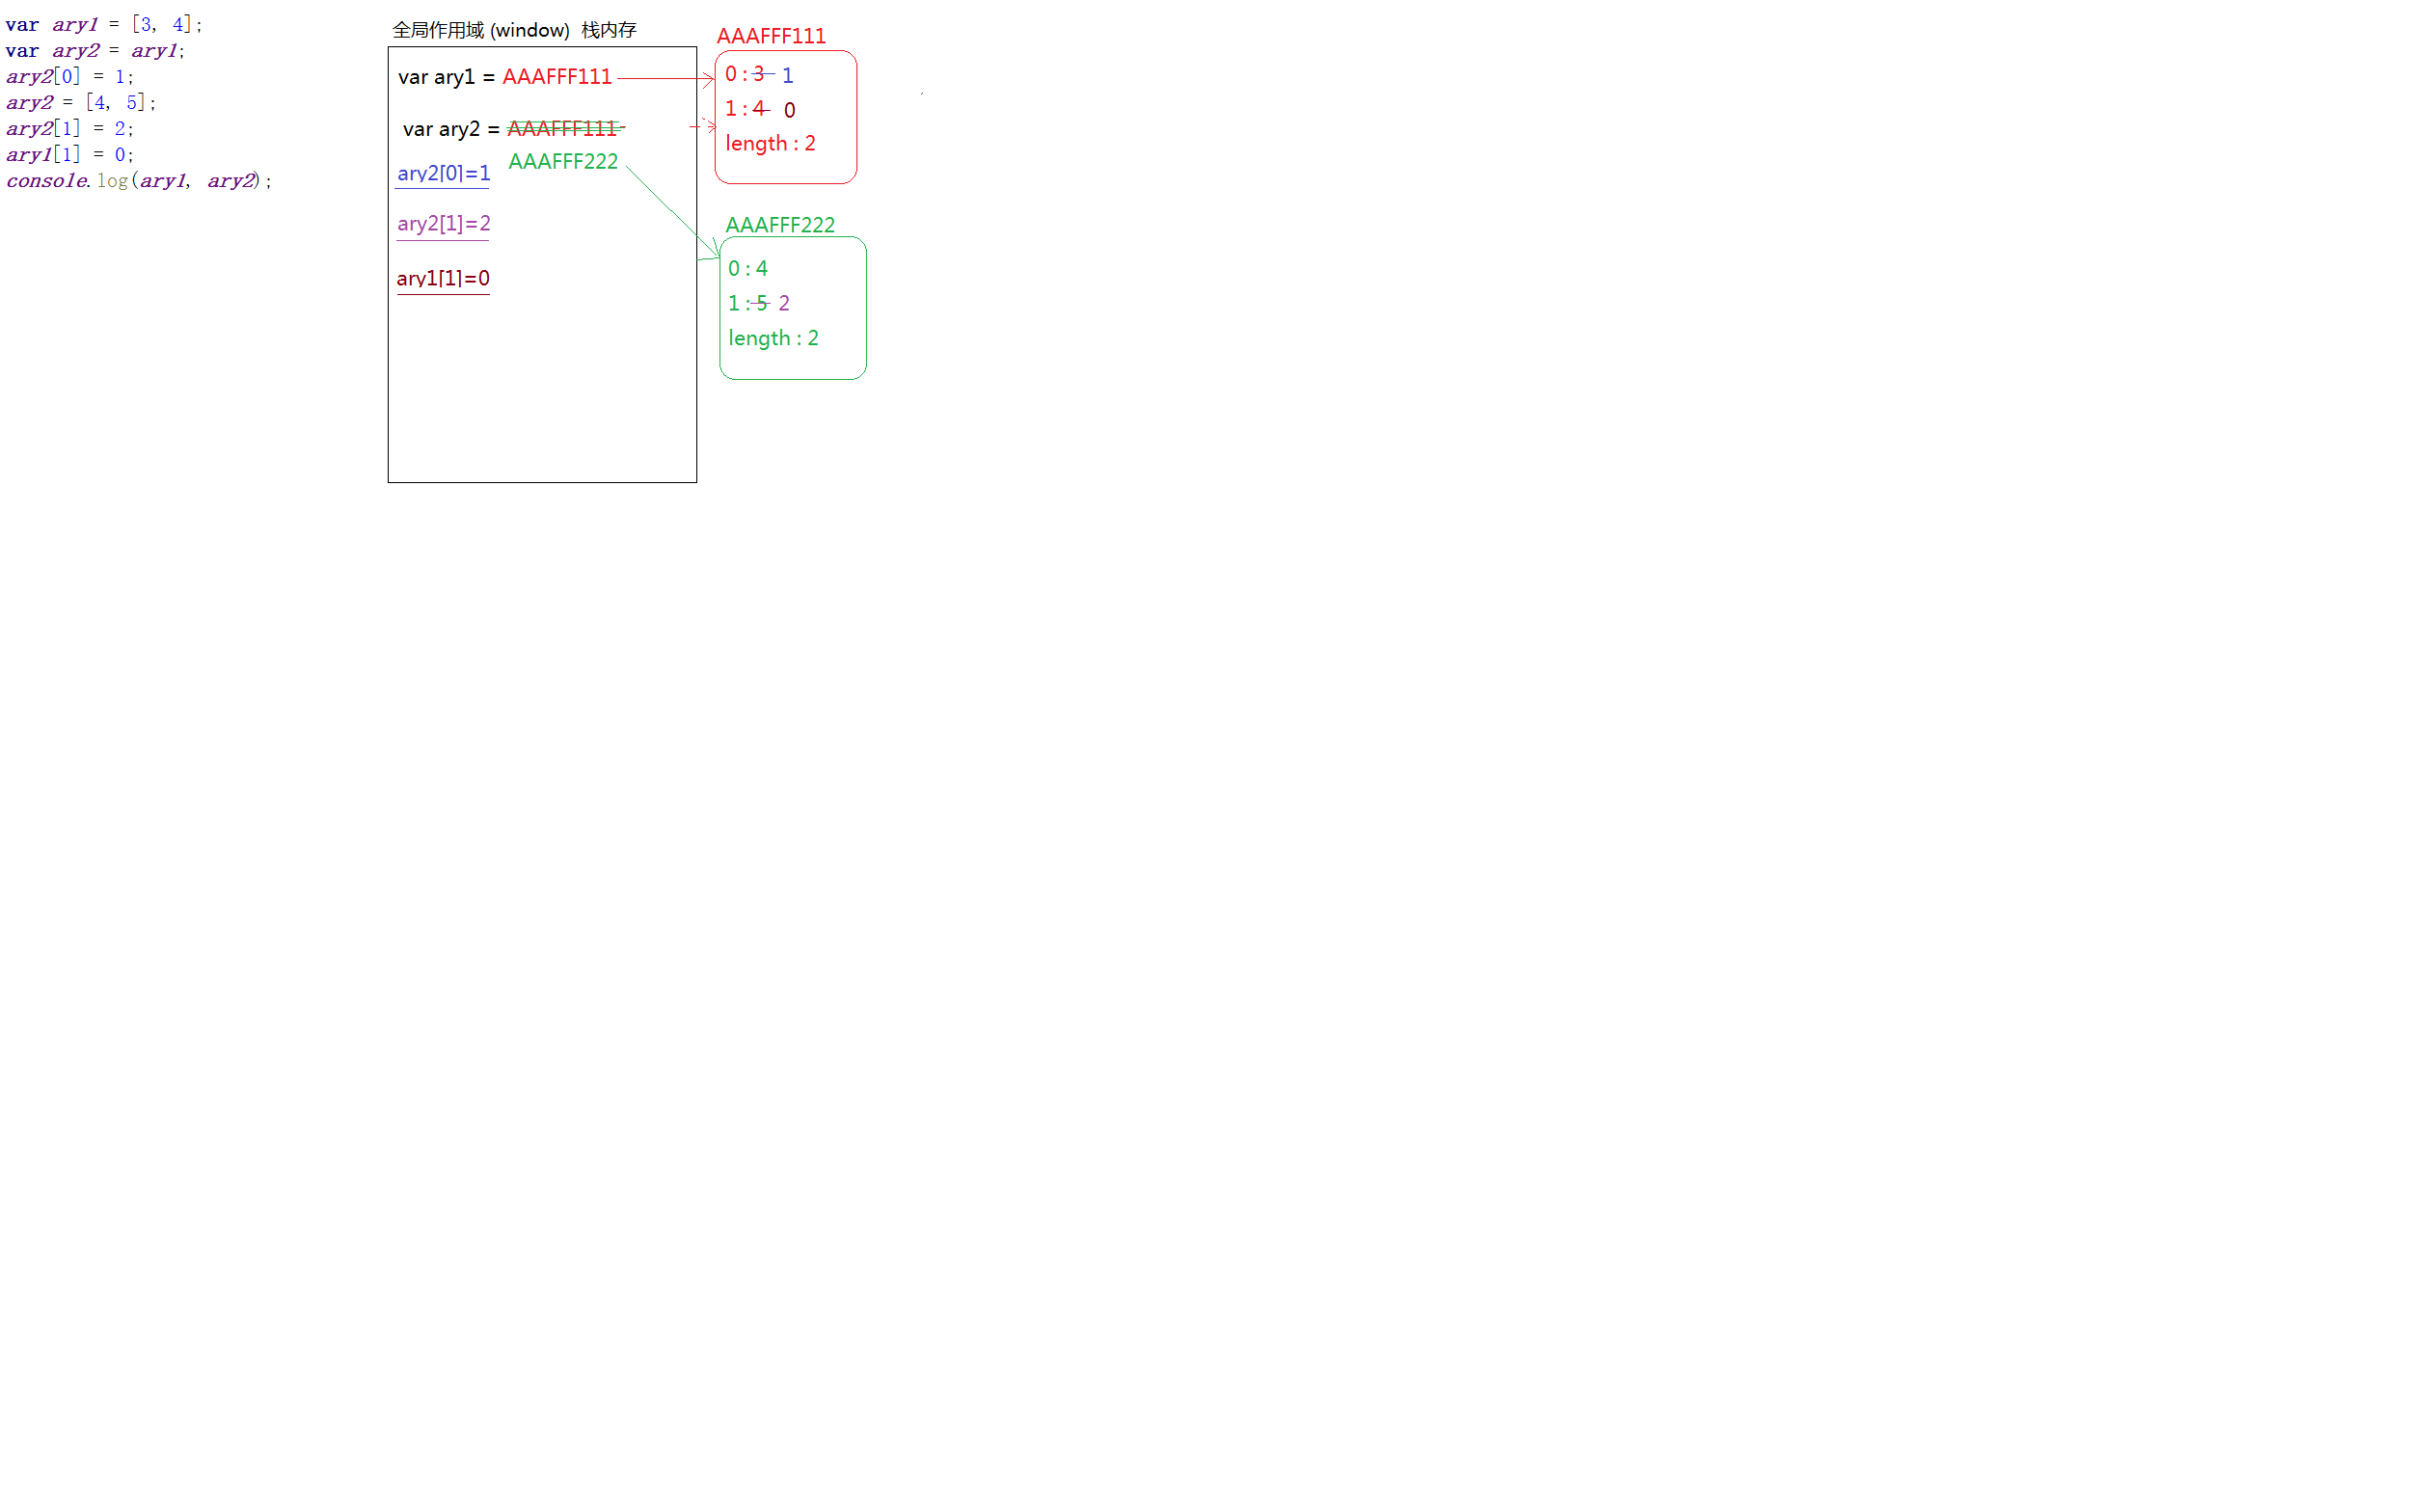 var ary1 = [3, 4];
var ary2 = ary1;
ary2[0] = 1;
ary2 = [4, 5];
ary2[1] = 2;
ary1[1] = 0;
console.log(ary1, ary2);
全局作用域 (window) 栈内存
var ary1 = AAAFFF111
var ary2 = AAAFFF111
AAAFFF222
ary2[0]=1
ary2[1]=2
ary1[1]=0
AAAFFF111
0 : 3 1
1 : 4 0
length : 2
AAAFFF222
0 : 4
1 : 5 2
length : 2